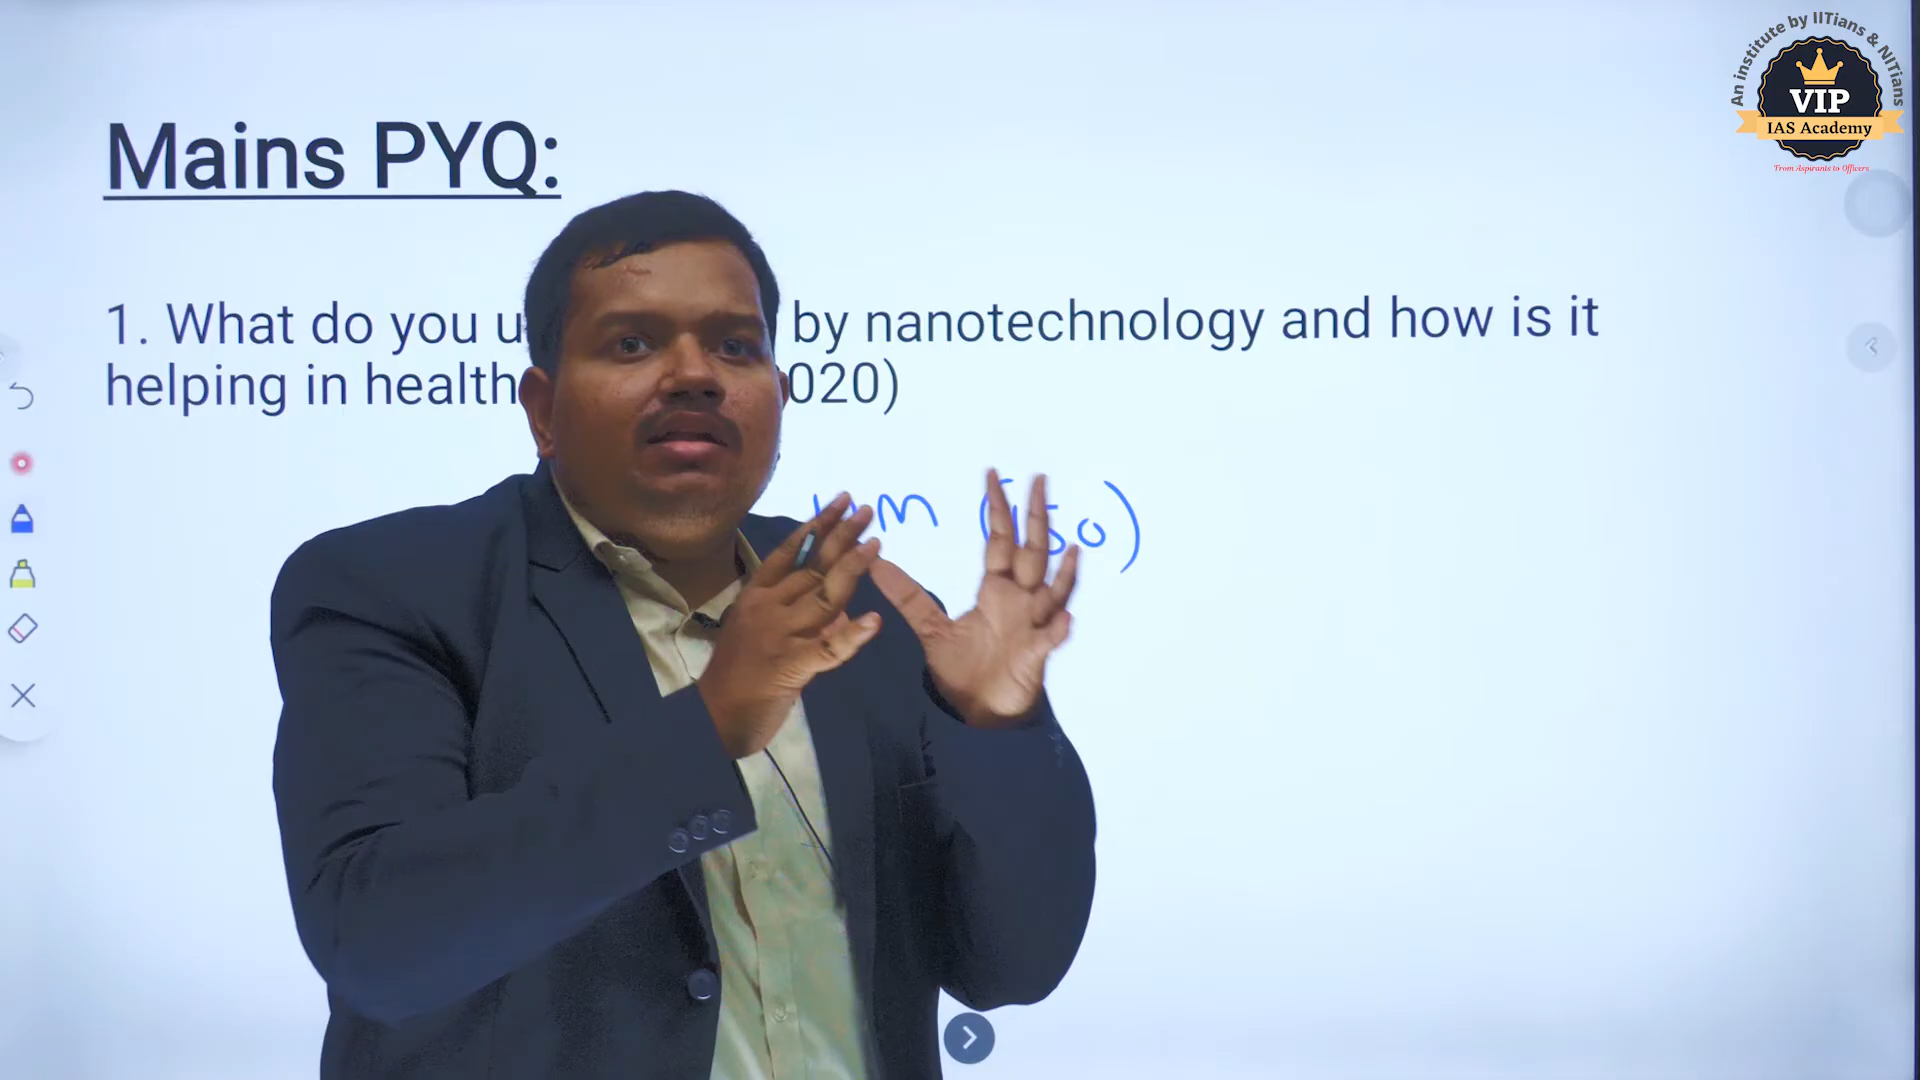 An institute by IITians & NITians
VIP
IAS Academy
From Aspirants to Officers
Mains PYQ:
1. What do you by nanotechnology and how is it
helping in health 020)
(150)